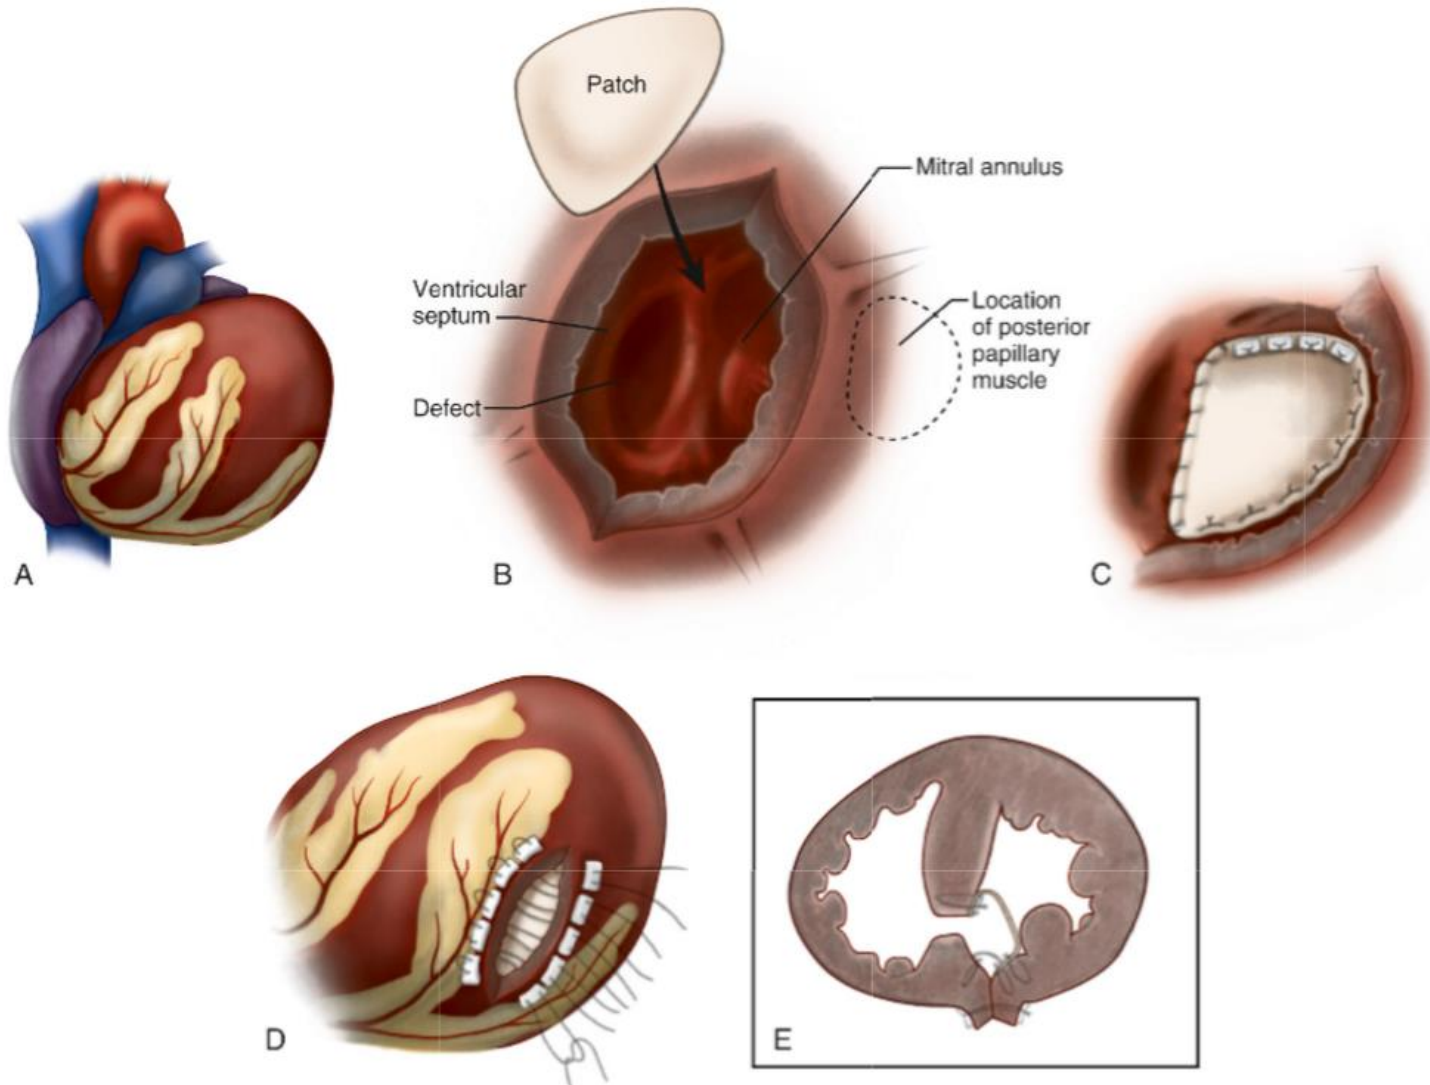 Patch
Mitral annulus
Ventricular
septum
Location
of posterior
papillary
muscle
Defect
A
B
C
D
E